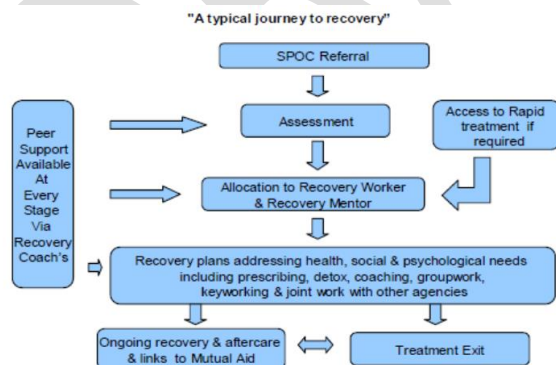 "A typical journey to recovery"
SPOC Referral
Peer
Support
Available
At
Every
Stage
Via
Recovery
Coach's
Assessment
Access to Rapid
treatment if
required
Allocation to Recovery Worker
& Recovery Mentor
Recovery plans addressing health, social & psychological needs
including prescribing, detox, coaching, groupwork,
keyworking & joint work with other agencies
Ongoing recovery & aftercare
& links to Mutual Aid
Treatment Exit